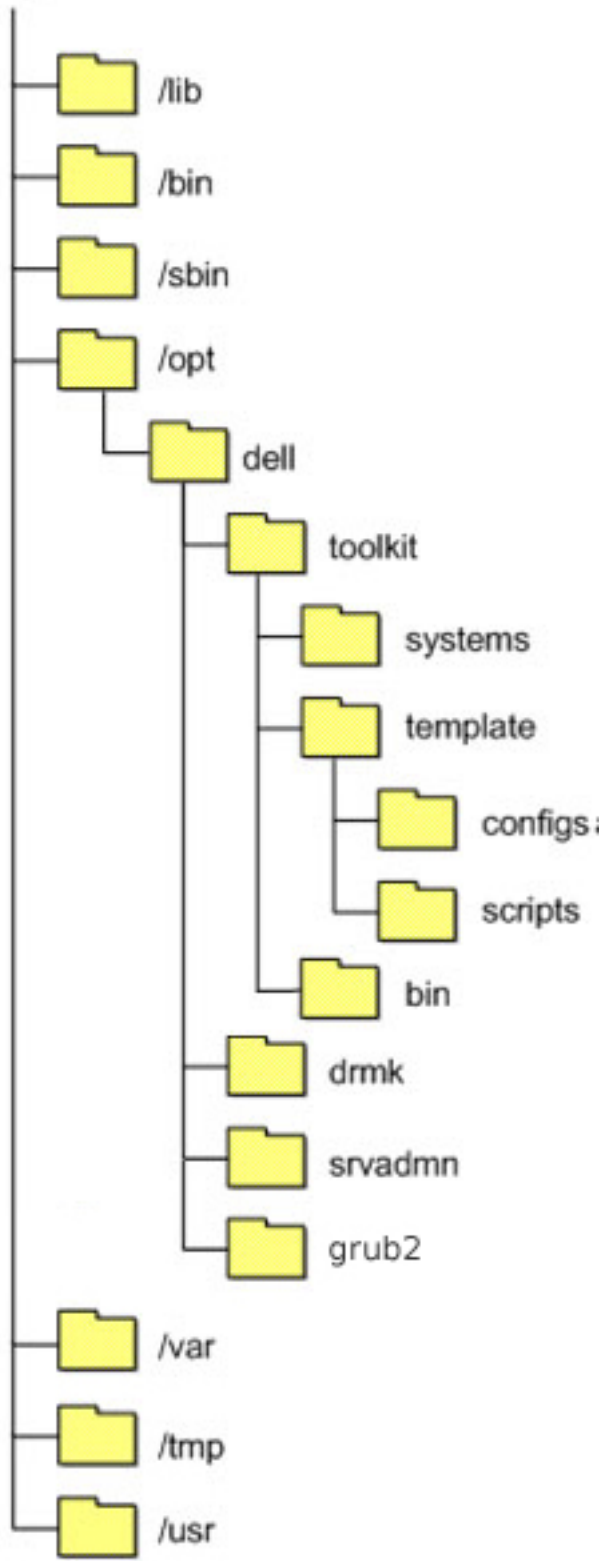 /lib
/bin
/sbin
/opt
dell
toolkit
systems
template
configs
scripts
bin
drmk
srvadmn
grub2
/var
/tmp
/usr